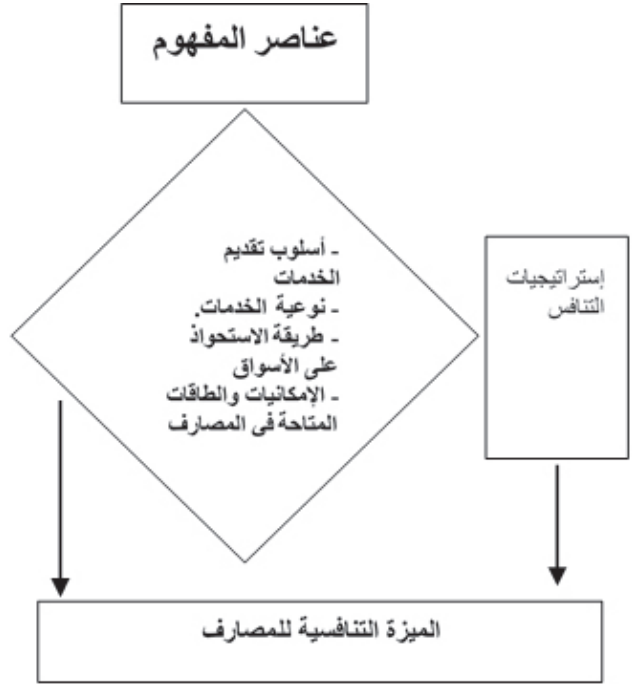 عناصر المفهوم
- أسلوب تقديم
الخدمات
- نوعية الخدمات.
- طريقة الاستحواذ
على الأسواق
- الإمكانيات والطاقات
المتاحة فى المصارف
إستراتيجيات
التنافس
الميزة التنافسية للمصارف